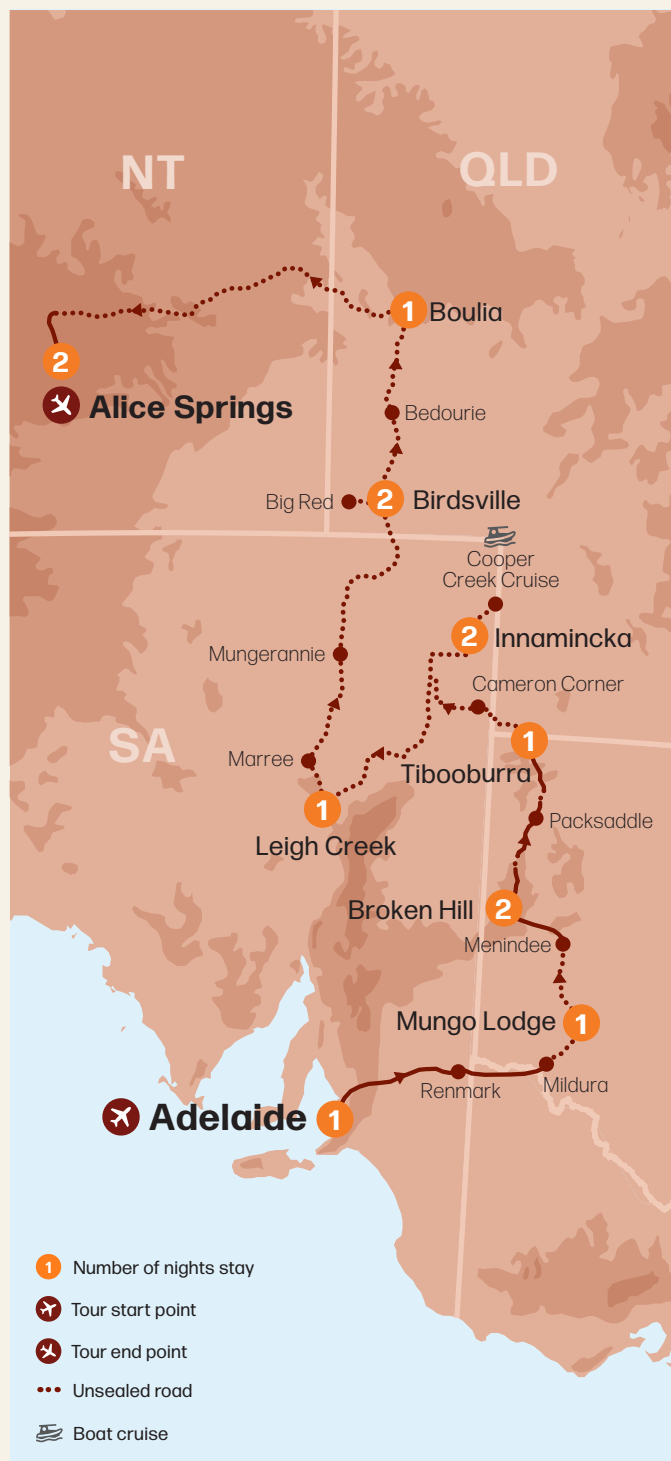 NT
QLD
1
Boulia
2
Alice Springs
Bedourie
Big Red
2
Birdsville
Cooper
Creek Cruise
2
Innamincka
Mungerannie
Cameron Corner
SA
1
Marree
Tibooburra
1
Leigh Creek
Packsaddle
Broken Hill
2
Menindee
Mungo Lodge
1
Renmark
Mildura
Adelaide
1
1
Number of nights stay
Tour start point
Tour end point
Unsealed road
Boat cruise